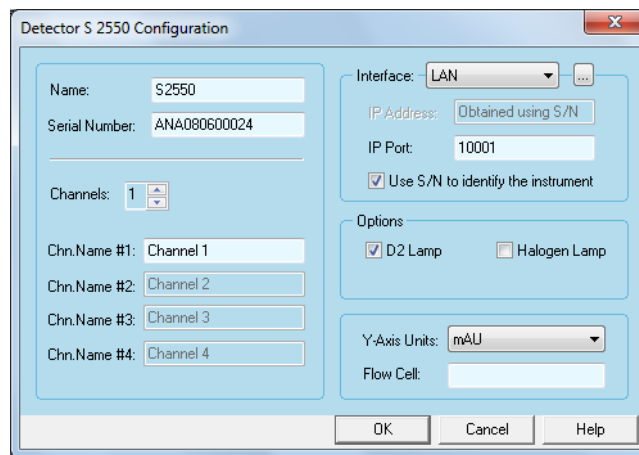 Detector S 2550 Configuration
Name: S2550
Serial Number: ANA080600024
Channels: 1
Chn.Name #1: Channel 1
Chn.Name #2: Channel 2
Chn.Name #3: Channel 3
Chn.Name #4: Channel 4
Interface: LAN ...
IP Address: Obtained using S/N
IP Port: 10001
Use S/N to identify the instrument
Options
D2 Lamp Halogen Lamp
Y-Axis Units: mAU
Flow Cell:
OK Cancel Help